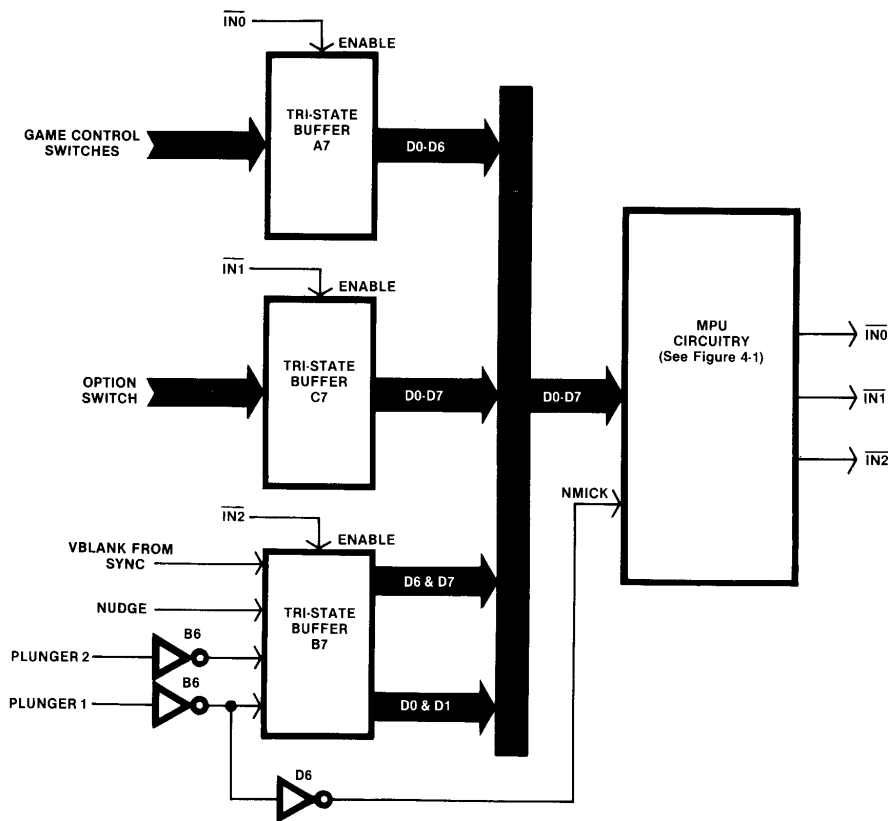 IN0
ENABLE
TRI-STATE
BUFFER
A7
GAME CONTROL
SWITCHES
D0-D6
IN1
ENABLE
TRI-STATE
BUFFER
C7
OPTION
SWITCH
D0-D7
D0-D7
MPU
CIRCUITRY
(See Figure 4-1)
IN0
IN1
IN2
NMICK
IN2
ENABLE
VBLANK FROM
SYNC
NUDGE
TRI-STATE
BUFFER
B7
D6 & D7
B6
PLUNGER 2
B6
PLUNGER 1
D0 & D1
D6